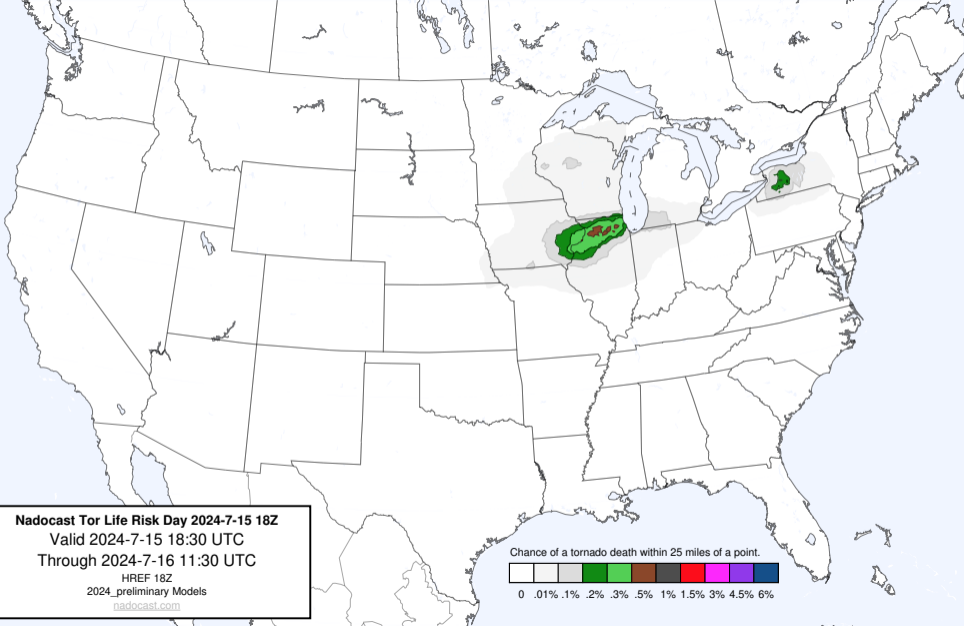 Nadocast Tor Life Risk Day 2024-7-15 18Z
Valid 2024-7-15 18:30 UTC
Through 2024-7-16 11:30 UTC
HREF 18Z
2024_preliminary Models
nadocast.com
Chance of a tornado death within 25 miles of a point.
0 .01% .1% .2% .3% .5% 1% 1.5% 3% 4.5% 6%